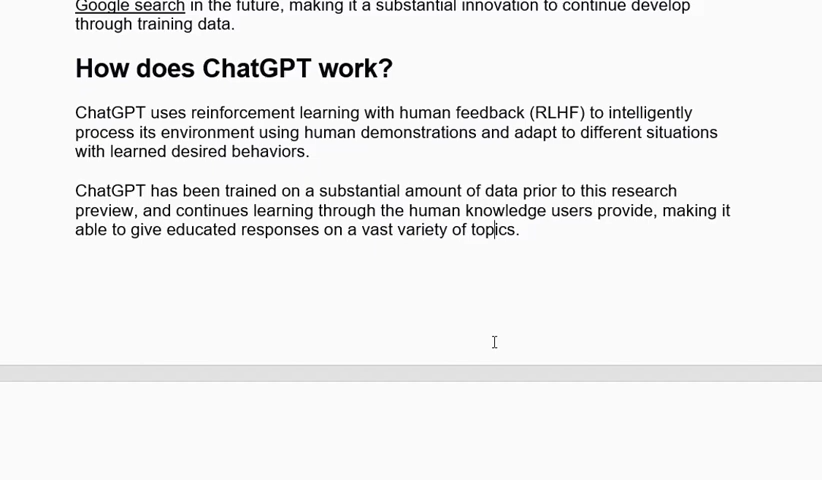 Google search in the future, making it a substantial innovation to continue develop
through training data.
How does ChatGPT work?
ChatGPT uses reinforcement learning with human feedback (RLHF) to intelligently
process its environment using human demonstrations and adapt to different situations
with learned desired behaviors.
ChatGPT has been trained on a substantial amount of data prior to this research
preview, and continues learning through the human knowledge users provide, making it
able to give educated responses on a vast variety of topics.